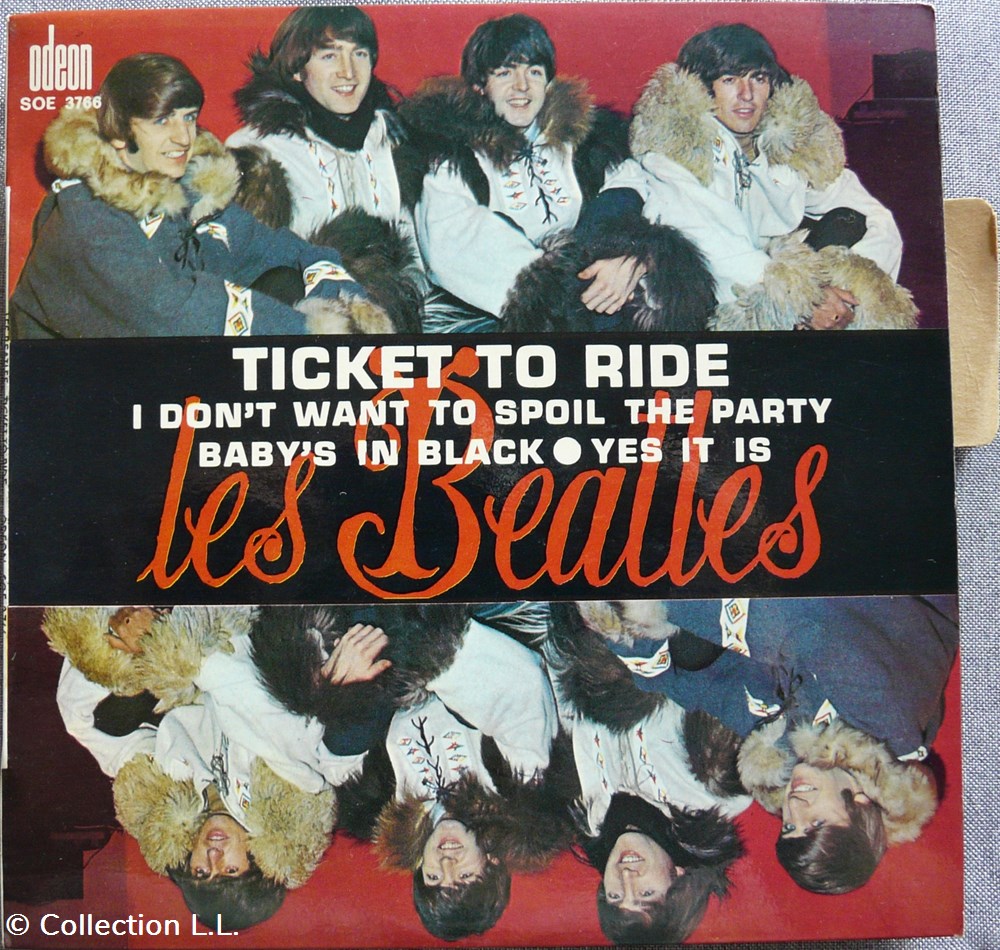 odeon
SOE 3766
TICKET TO RIDE
I DON'T WANT TO SPOIL THE PARTY
BABY'S IN BLACK ● YES IT IS
les Beatles
© Collection L.L.